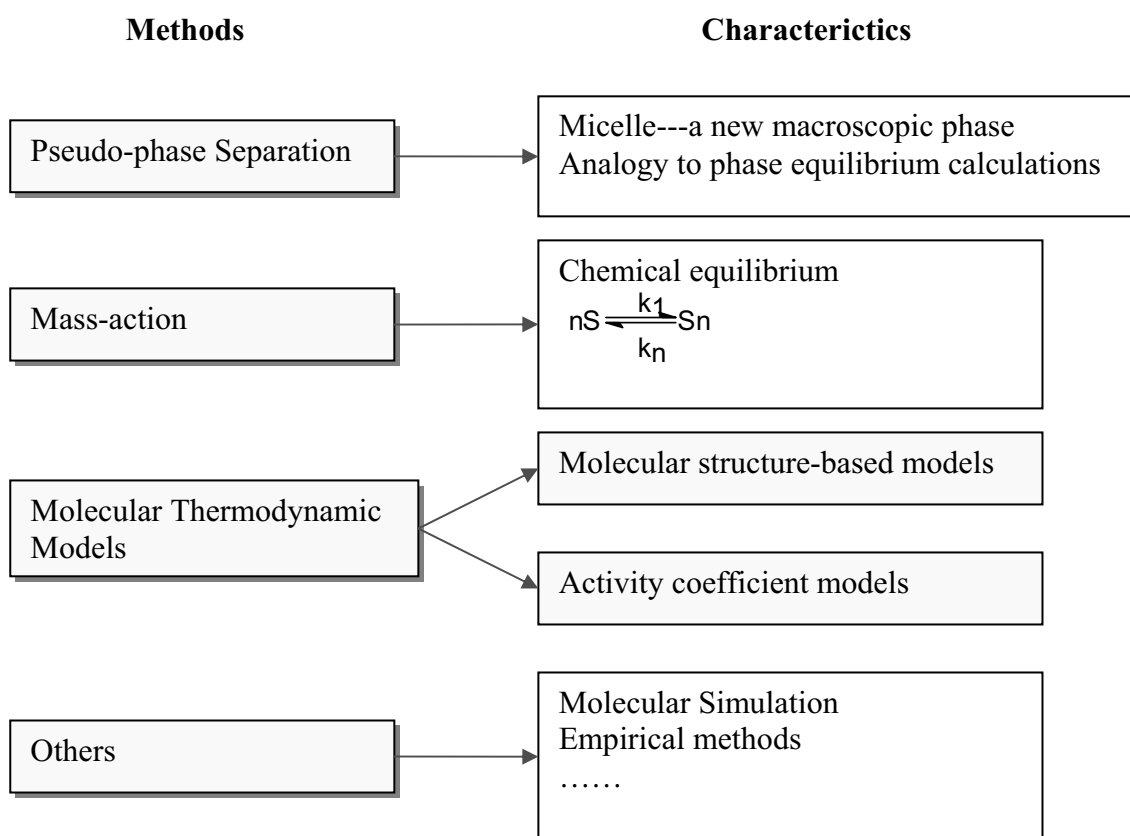 Methods
Characterictics
Pseudo-phase Separation
Micelle---a new macroscopic phase
Analogy to phase equilibrium calculations
Mass-action
Chemical equilibrium
k1
nS Sn
kn
Molecular Thermodynamic
Models
Molecular structure-based models
Activity coefficient models
Others
Molecular Simulation
Empirical methods
……